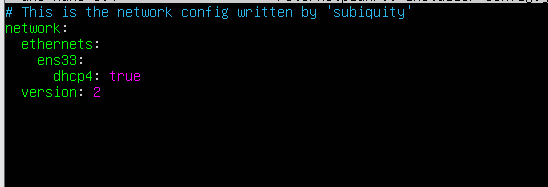 # This is the network config written by 'subiquity'
network:
  ethernets:
    ens33:
      dhcp4: true
  version: 2